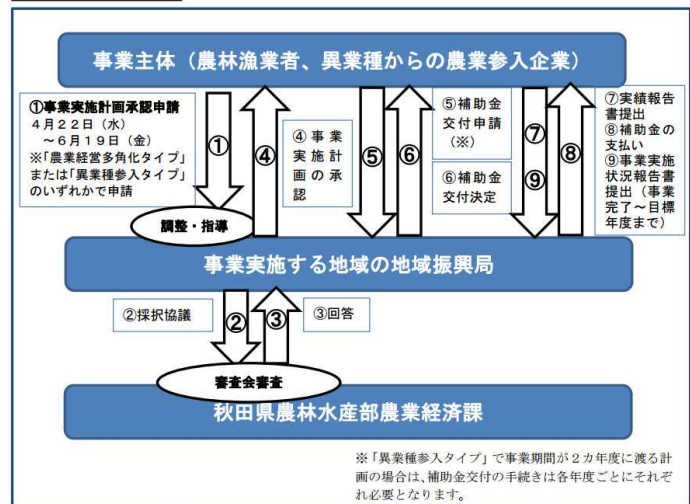 事業主体（農林漁業者、異業種からの農業参入企業）
①事業実施計画承認申請
４月２２日（水）
～６月１９日（金）
※「農業経営多角化タイプ」
または「異業種参入タイプ」
のいずれかで申請
①
④
④事業
実施計
画の承
認
⑤
⑥
⑤補助金
交付申請
（※）
⑥補助金
交付決定
⑦
⑨
⑧
⑦実績報告
書提出
⑧補助金の
支払い
⑨事業実施
状況報告書
提出（事業
完了～目標
年度まで）
調整・指導
事業実施する地域の地域振興局
②採択協議
②
③
③回答
審査会審査
秋田県農林水産部農業経済課
※「異業種参入タイプ」で事業期間が２カ年度に渡る計
画の場合は、補助金交付の手続きは各年度ごとにそれぞ
れ必要となります。